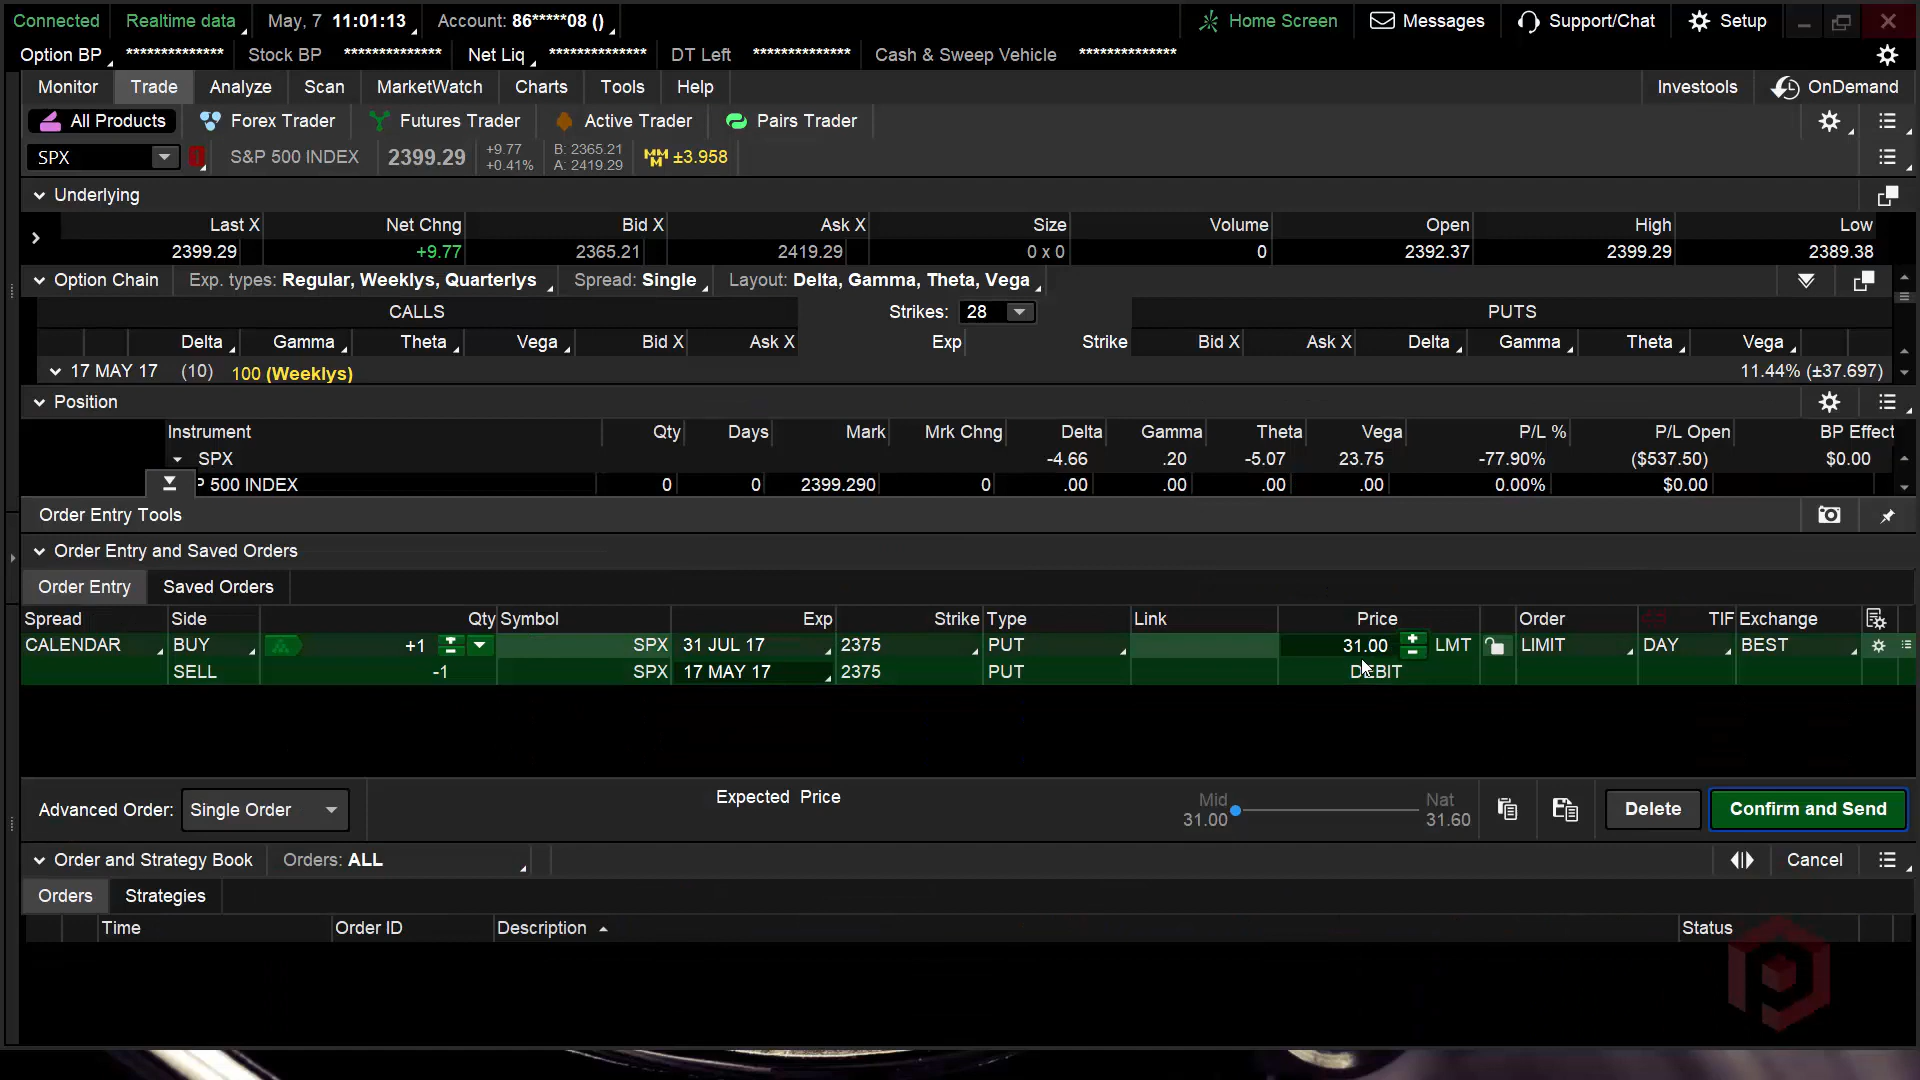 Connected Realtime data May, 7 11:01:13 Account: 86*****08 () Home Screen Messages Support/Chat Setup
Option BP ************** Stock BP ************** Net Liq ************** DT Left ************** Cash & Sweep Vehicle **************
Monitor Trade Analyze Scan MarketWatch Charts Tools Help Investools OnDemand
All Products Forex Trader Futures Trader Active Trader Pairs Trader
SPX S&P 500 INDEX 2399.29 +9.77 +0.41% B: 2365.21 A: 2419.29 ±3.958
Underlying
Last X Net Chng Bid X Ask X Size Volume Open High Low
2399.29 +9.77 2365.21 2419.29 0 x 0 0 2392.37 2399.29 2389.38
Option Chain Exp. types: Regular, Weeklys, Quarterlys Spread: Single Layout: Delta, Gamma, Theta, Vega
CALLS Strikes: 28 PUTS
Delta Gamma Theta Vega Bid X Ask X Exp Strike Bid X Ask X Delta Gamma Theta Vega
17 MAY 17 (10) 100 (Weeklys) 11.44% (±37.697)
Position
Instrument Qty Days Mark Mrk Chng Delta Gamma Theta Vega P/L % P/L Open BP Effect
SPX -4.66 .20 -5.07 23.75 -77.90% ($537.50) $0.00
P 500 INDEX 0 0 2399.290 0 .00 .00 .00 .00 0.00% $0.00
Order Entry Tools
Order Entry and Saved Orders
Order Entry Saved Orders
Spread Side Qty Symbol Exp Strike Type Link Price Order TIF Exchange
CALENDAR BUY +1 SPX 31 JUL 17 2375 PUT 31.00 LMT LIMIT DAY BEST
SELL -1 SPX 17 MAY 17 2375 PUT DEBIT
Advanced Order: Single Order Expected Price Mid 31.00 Nat 31.60 Delete Confirm and Send
Order and Strategy Book Orders: ALL Cancel
Orders Strategies
Time Order ID Description Status